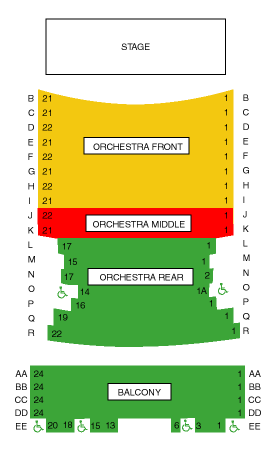 STAGE
B 21 1 B
C 21 1 C
D 22 1 D
E 21 1 E
ORCHESTRA FRONT
F 22 1 F
G 21 1 G
H 22 1 H
I 21 1 I
J 22 1 J
ORCHESTRA MIDDLE
K 21 1 K
L 17 1 L
M 15 1 M
N 17 ORCHESTRA REAR 2 N
O 14 1A O
P 16 1 P
Q 19 1 Q
R 22 1 R
AA 24 1 AA
BB 24 1 BB
BALCONY
CC 24 1 CC
DD 24 1 DD
EE 20 18 15 13 6 3 1 EE